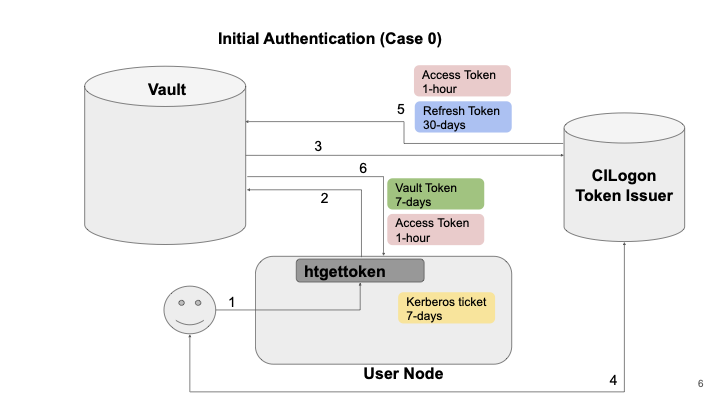 Initial Authentication (Case 0)
Vault
Access Token
1-hour
5
Refresh Token
30-days
3
6
CILogon
Token Issuer
2
Vault Token
7-days
Access Token
1-hour
htgettoken
1
Kerberos ticket
7-days
User Node
4
6